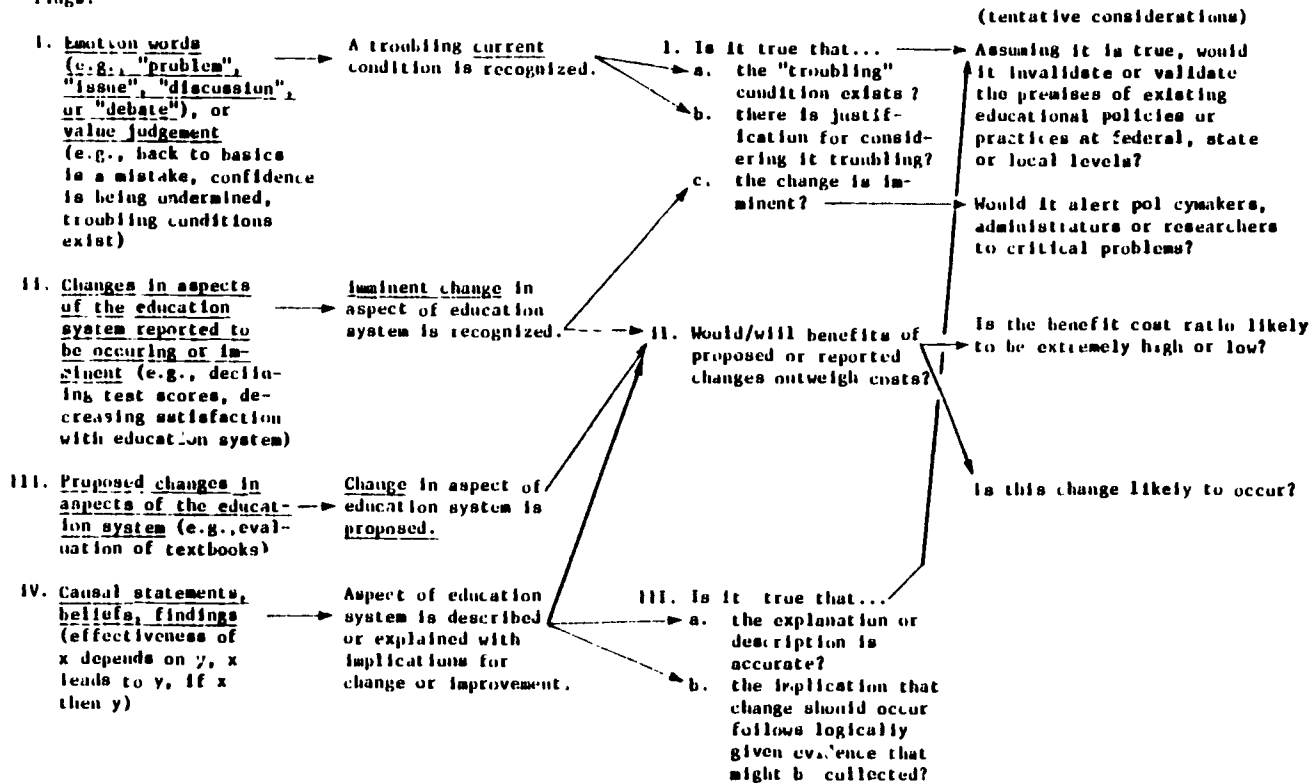 (tentative considerations)
I. Emotion words
(e.g., "problem",
"issue", "discussion",
or "debate"), or
value judgement
(e.g., back to basics
is a mistake, confidence
is being undermined,
troubling conditions
exist)
A troubling current
condition is recognized.
I. Is it true that...
a. the "troubling"
condition exists?
b. there is justif-
ication for consid-
ering it troubling?
c. the change is im-
minent?
Assuming it is true, would
it invalidate or validate
the premises of existing
educational policies or
practices at federal, state
or local levels?
Would it alert pol cymakers,
administrators or researchers
to critical problems?
II. Changes in aspects
of the education
system reported to
be occuring or im-
minent (e.g., declin-
ing test scores, de-
creasing satisfaction
with education system)
Imminent change in
aspect of education
system is recognized.
II. Would/will benefits of
proposed or reported
changes outweigh costs?
Is the benefit cost ratio likely
to be extremely high or low?
Is this change likely to occur?
III. Proposed changes in
aspects of the educat-
ion system (e.g.,eval-
uation of textbooks)
Change in aspect of
education system is
proposed.
IV. Causal statements,
beliefs, findings
(effectiveness of
x depends on y, x
leads to y, if x
then y)
Aspect of education
system is described
or explained with
implications for
change or improvement.
III. Is it true that...
a. the explanation or
description is
accurate?
b. the implication that
change should occur
follows logically
given evidence that
might b collected?